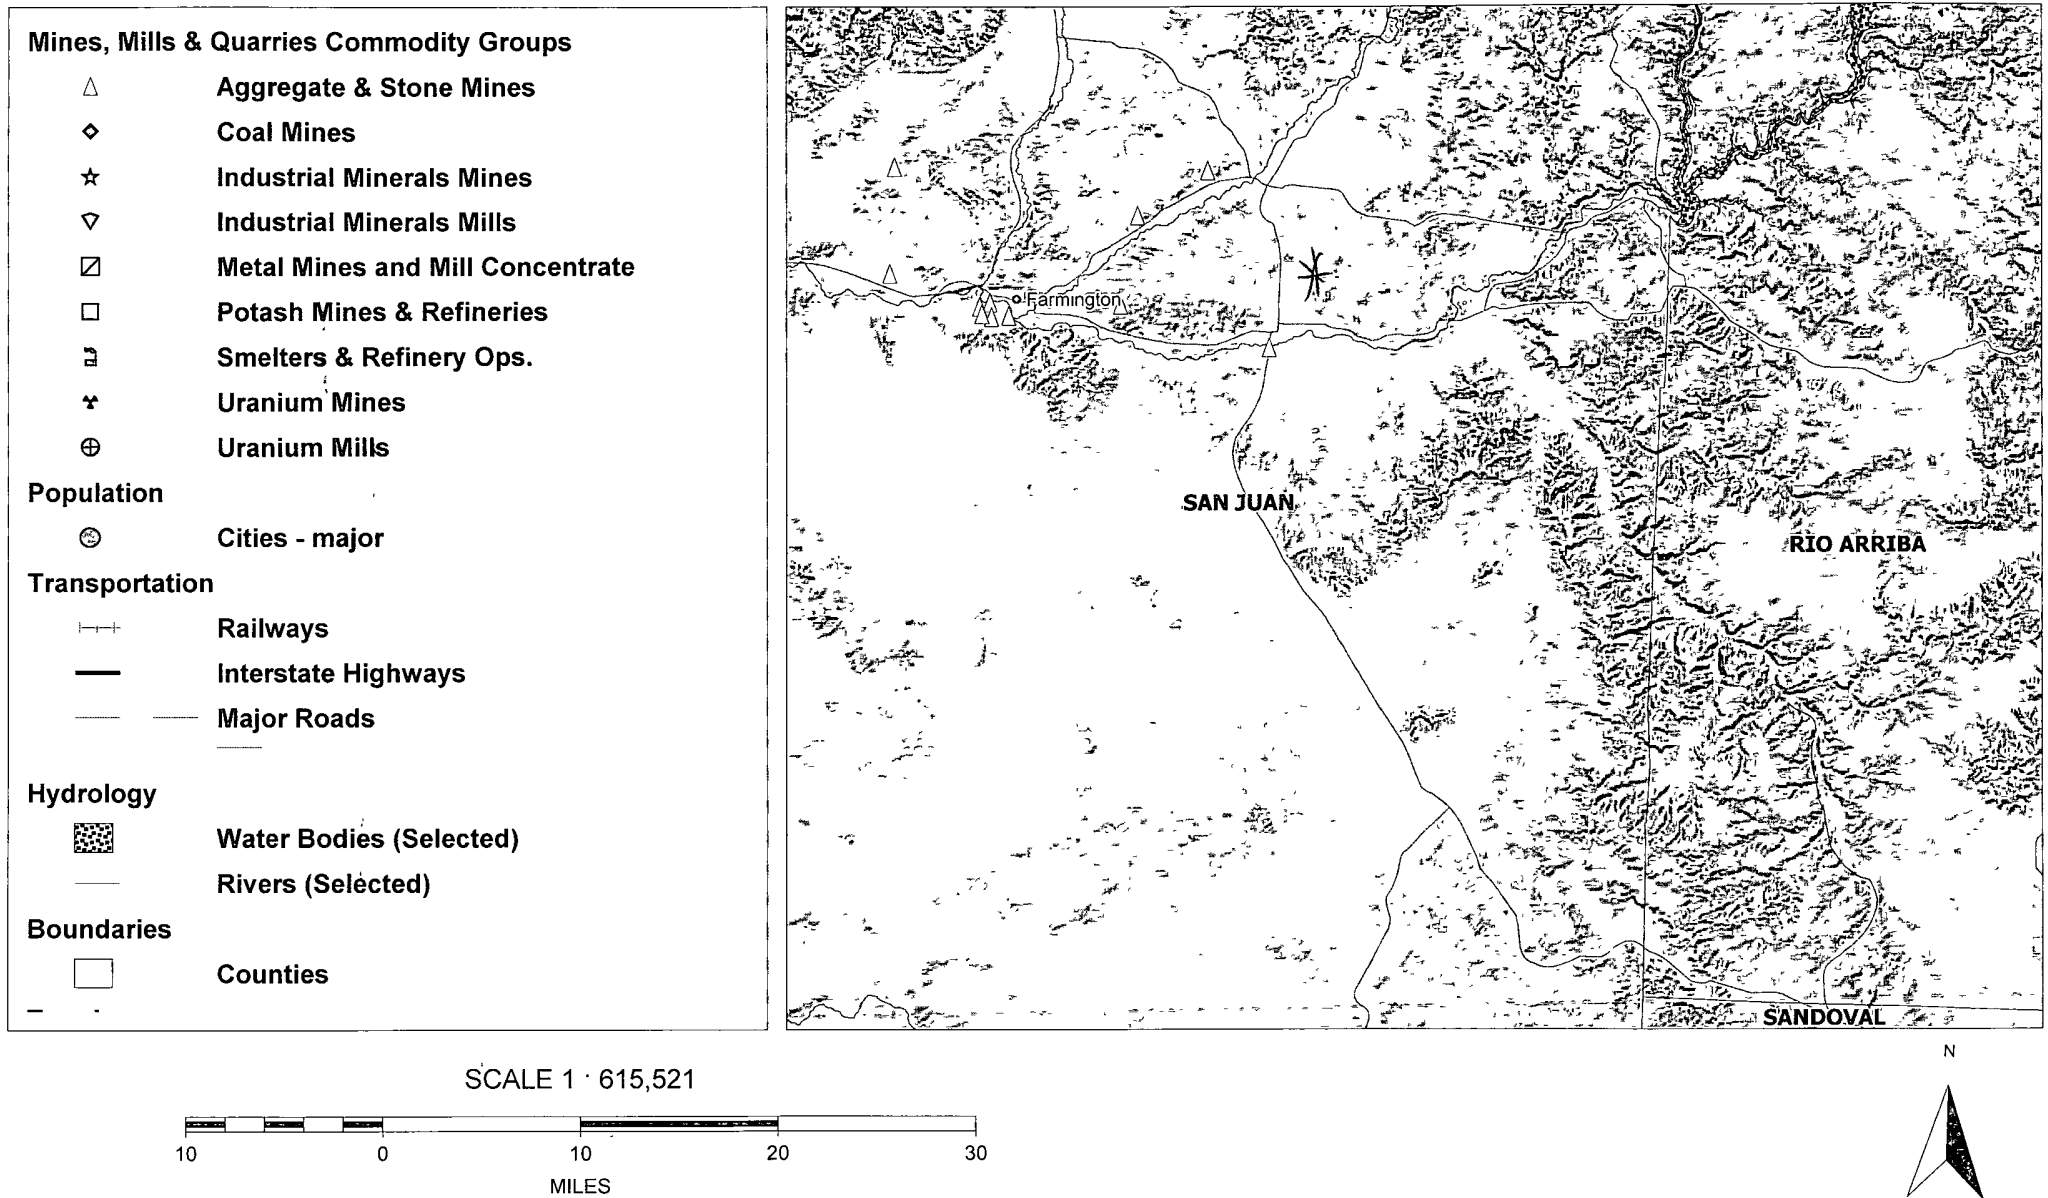 Mines, Mills & Quarries Commodity Groups
Aggregate & Stone Mines
Coal Mines
Industrial Minerals Mines
Industrial Minerals Mills
Metal Mines and Mill Concentrate
Potash Mines & Refineries
Smelters & Refinery Ops.
Uranium Mines
Uranium Mills
Population
Cities - major
Transportation
Railways
Interstate Highways
Major Roads
Hydrology
Water Bodies (Selected)
Rivers (Selected)
Boundaries
Counties
Farmington
SAN JUAN
RIO ARRIBA
SANDOVAL
SCALE 1 : 615,521
10 0 10 20 30
MILES
N